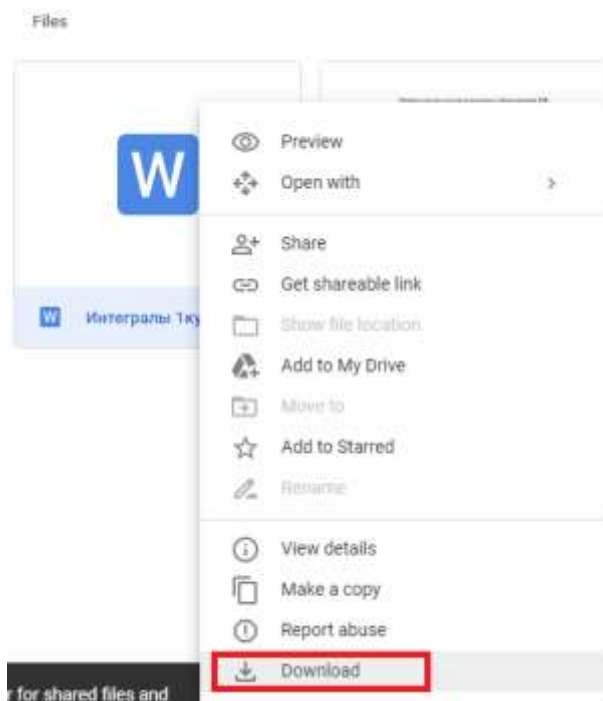 Files
W
Preview
Open with
Share
Get shareable link
Show file location
Add to My Drive
Move to
Add to Starred
Rename
W Интегралы 1ку
View details
Make a copy
Report abuse
Download
r for shared files and